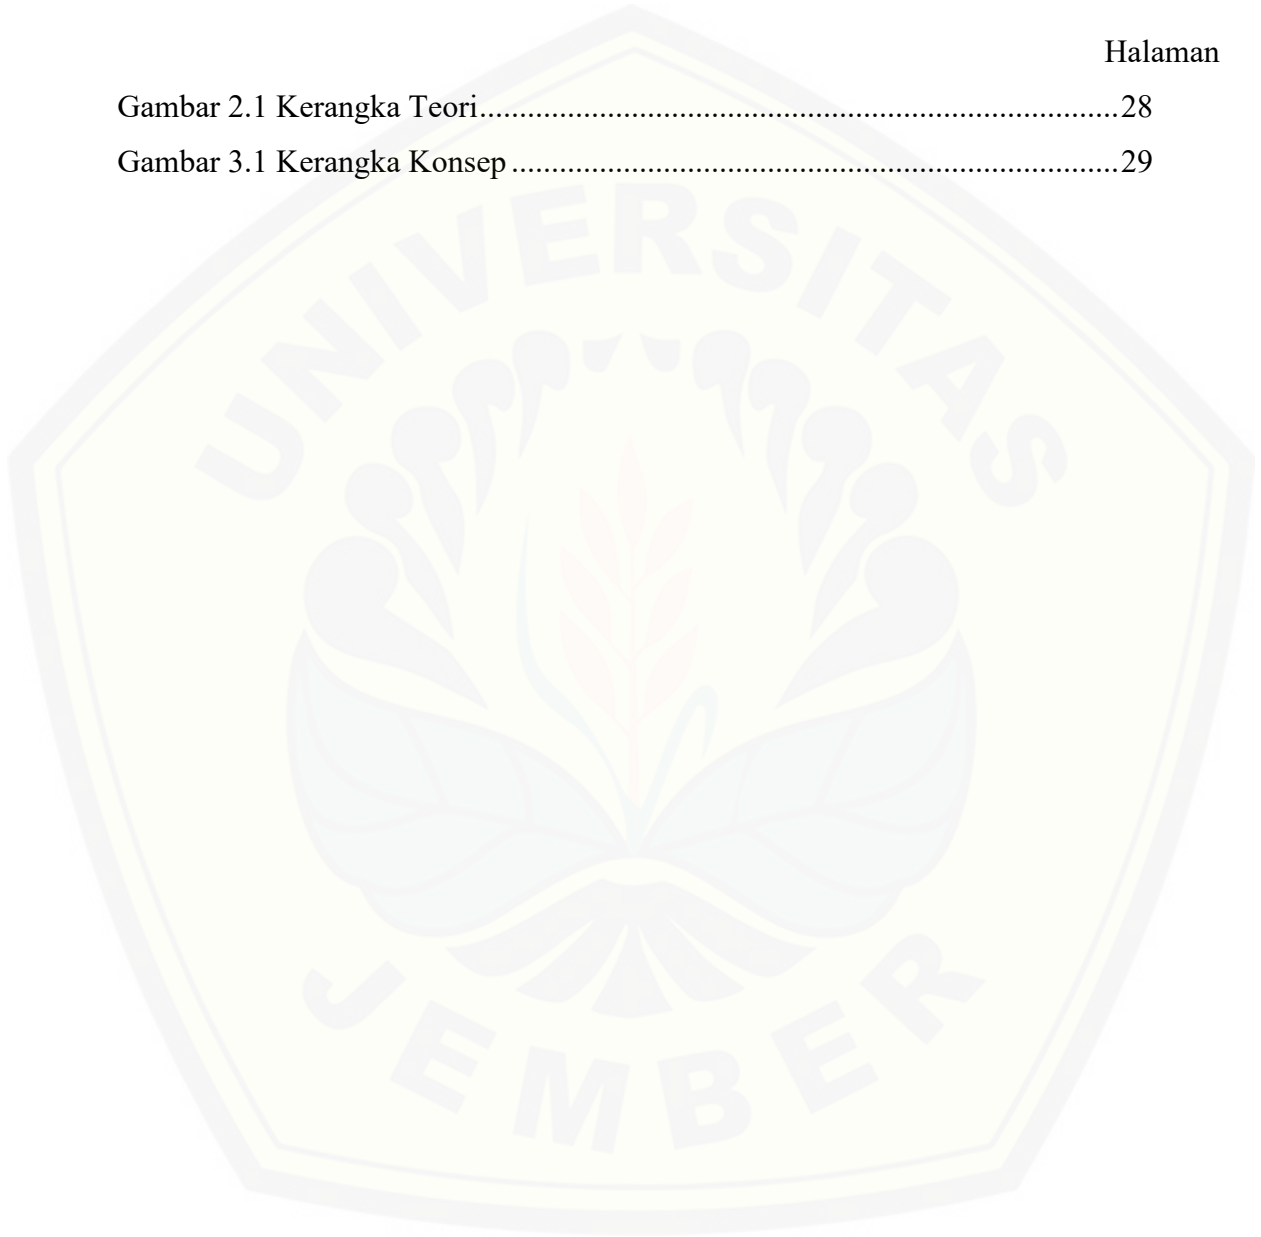 Halaman
Gambar 2.1 Kerangka Teori................................................................................28
Gambar 3.1 Kerangka Konsep............................................................................29
UNIVERSITAS
JEMBER